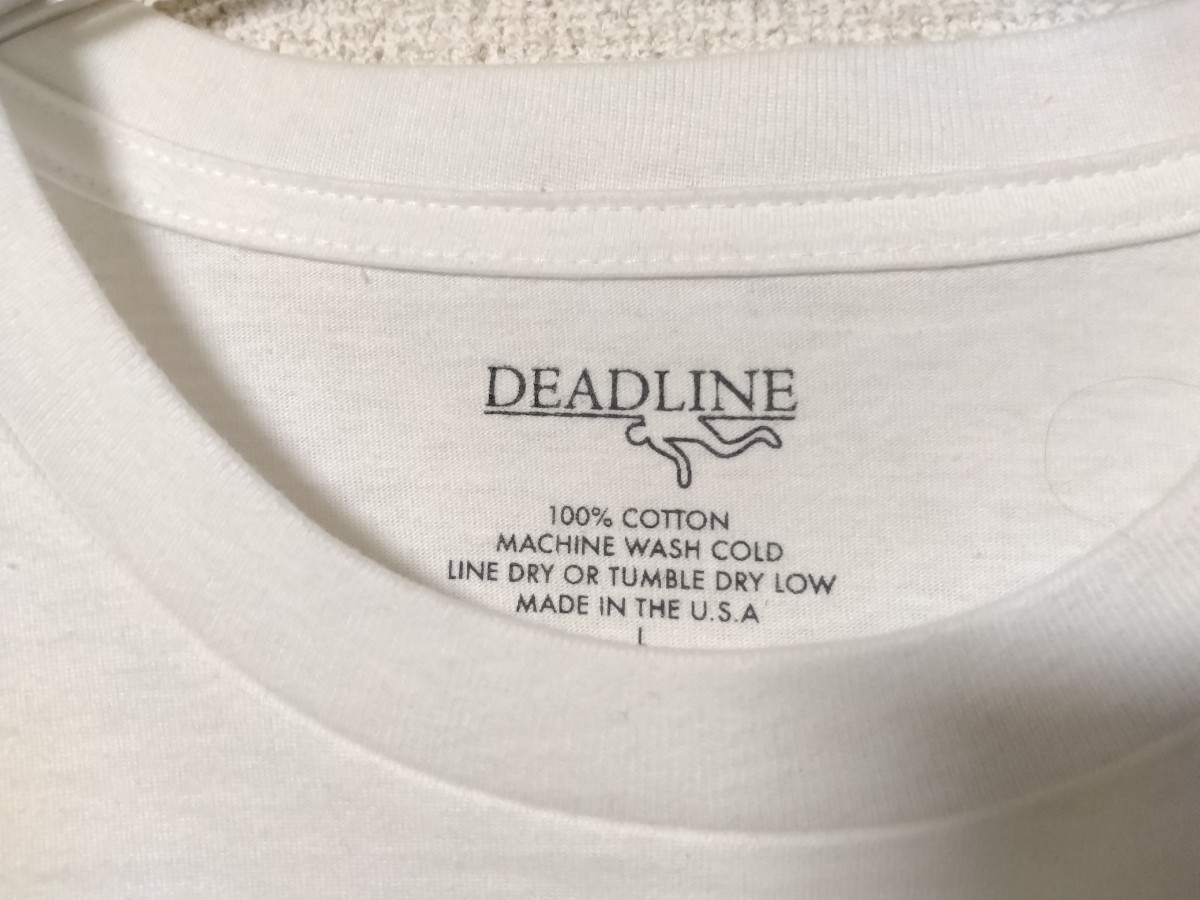 DEADLINE
100% COTTON
MACHINE WASH COLD
LINE DRY OR TUMBLE DRY LOW
MADE IN THE U.S.A
L